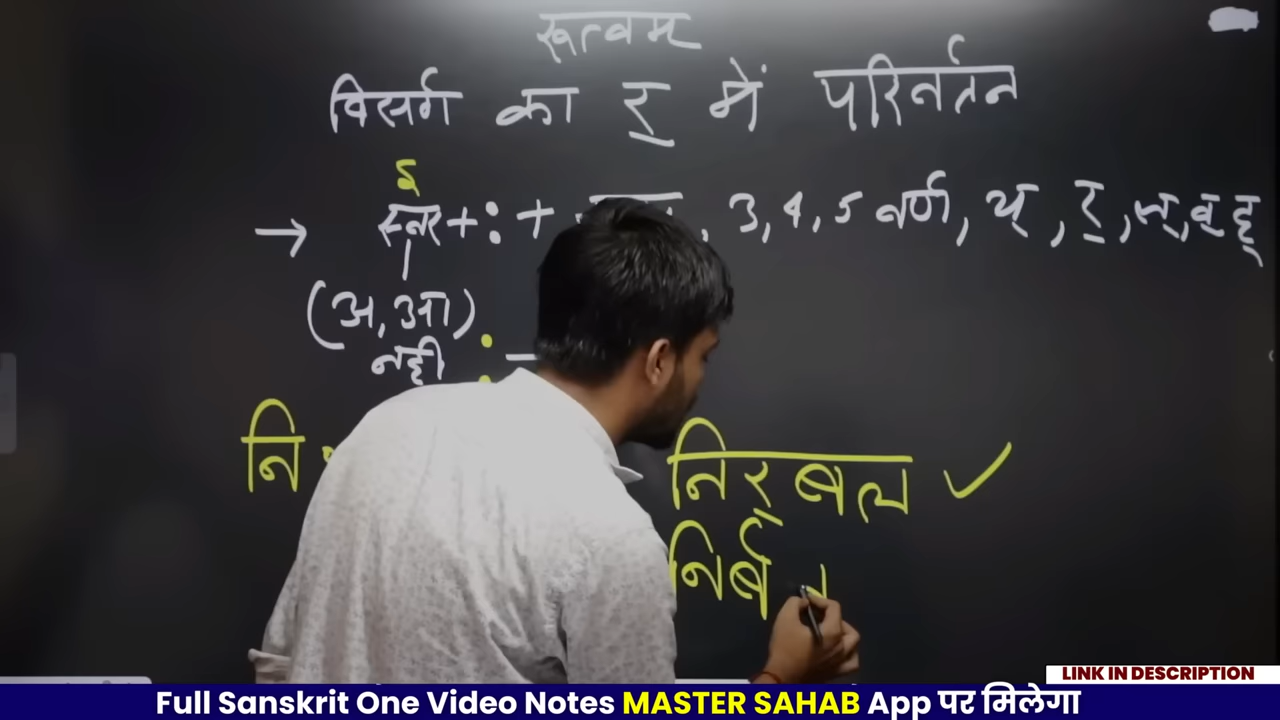 रूत्वम
विसर्ग का र् में परिवर्तन
इ
→ स्वर + : + , 3, 4, 5 वर्ण, य्, र्, ल्, व् ह्
(अ, आ)
नहीं : –
नि : निर्बल ✓
निर्ब
LINK IN DESCRIPTION
Full Sanskrit One Video Notes MASTER SAHAB App पर मिलेगा